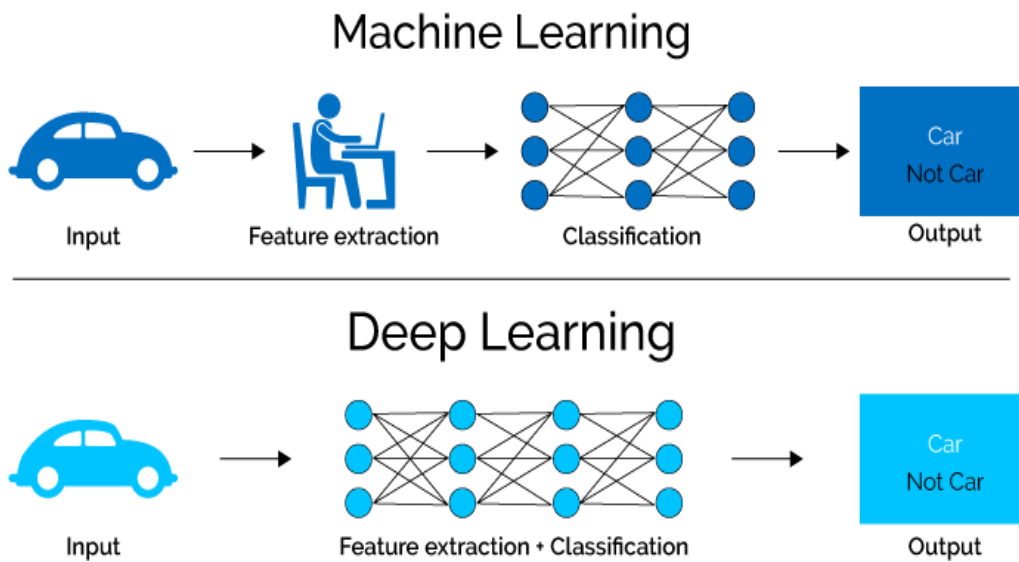 Machine Learning
Car
Not Car
Input
Feature extraction
Classification
Output
Deep Learning
Car
Not Car
Input
Feature extraction + Classification
Output